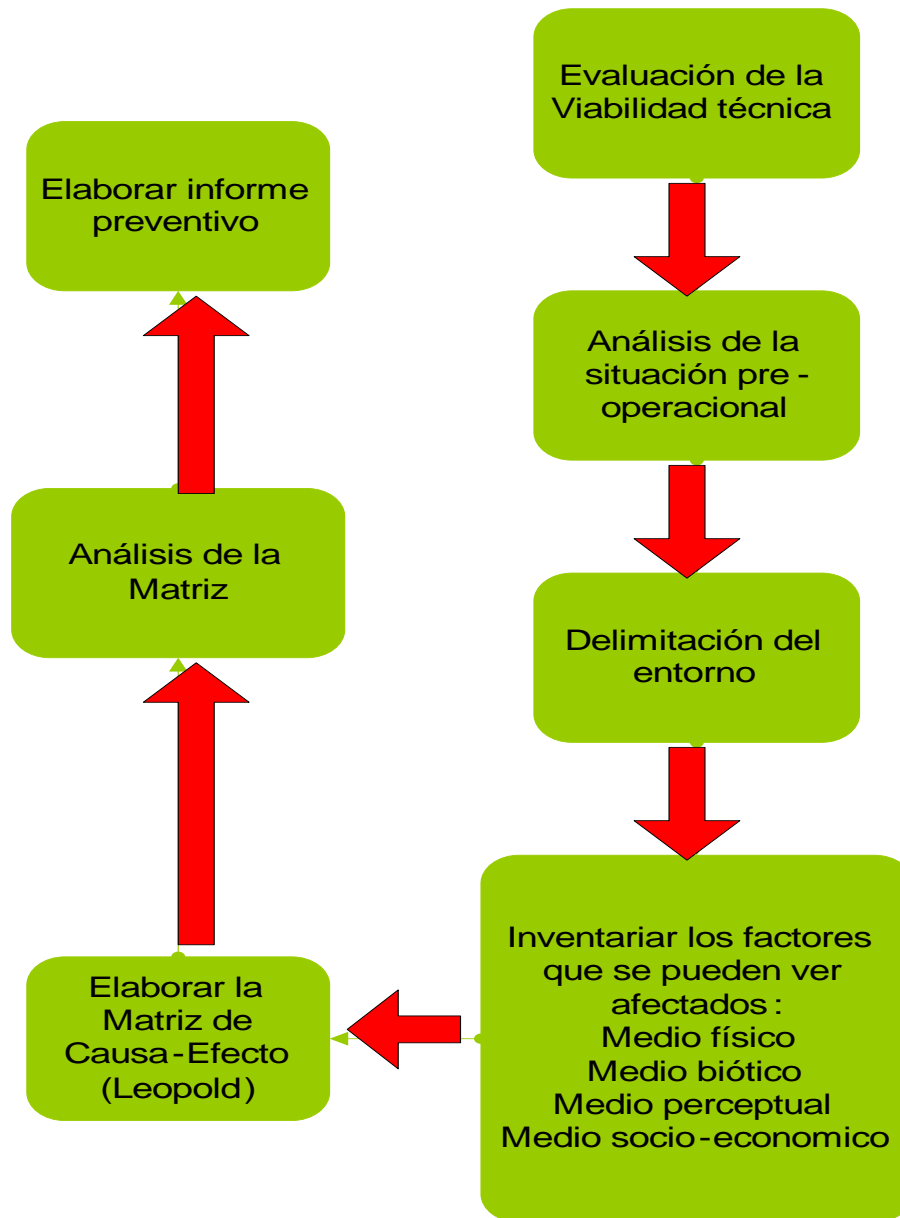 Evaluación de la
Viabilidad técnica
Análisis de la
situación pre -
operacional
Delimitación del
entorno
Inventariar los factores
que se pueden ver
afectados :
Medio físico
Medio biótico
Medio perceptual
Medio socio-economico
Elaborar la
Matriz de
Causa-Efecto
(Leopold)
Análisis de la
Matriz
Elaborar informe
preventivo